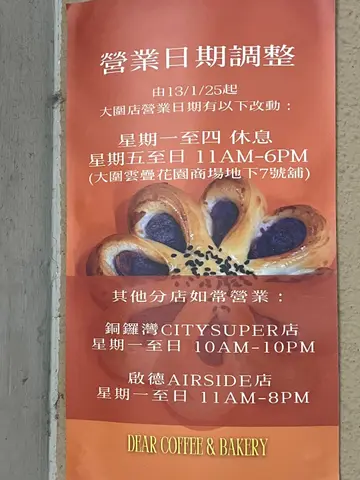 營業日期調整
由13/1/25起
大圍店營業日期有以下改動：
星期一至四 休息
星期五至日 11AM-6PM
(大圍雲疊花園商場地下7號舖)
其他分店如常營業：
銅鑼灣CITYSUPER店
星期一至日 10AM-10PM
啟德AIRSIDE店
星期一至日 11AM-8PM
DEAR COFFEE & BAKERY